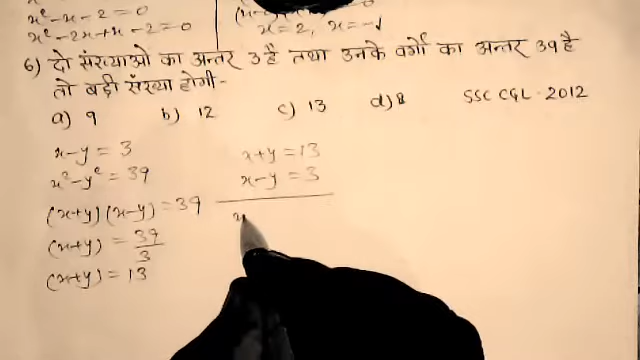 x² - x - 2 = 0
x² - 2x + x - 2 = 0
x = 2, x = -1
6) दो संख्याओ का अन्तर 3 है तथा उनके वर्गो का अन्तर 39 है
तो बड़ी संख्या होगी -
a) 9 b) 12 c) 13 d) 8 SSC CGL - 2012
x - y = 3
x² - y² = 39
(x+y) (x-y) = 39
(x+y) = 39/3
(x+y) = 13
x + y = 13
x - y = 3